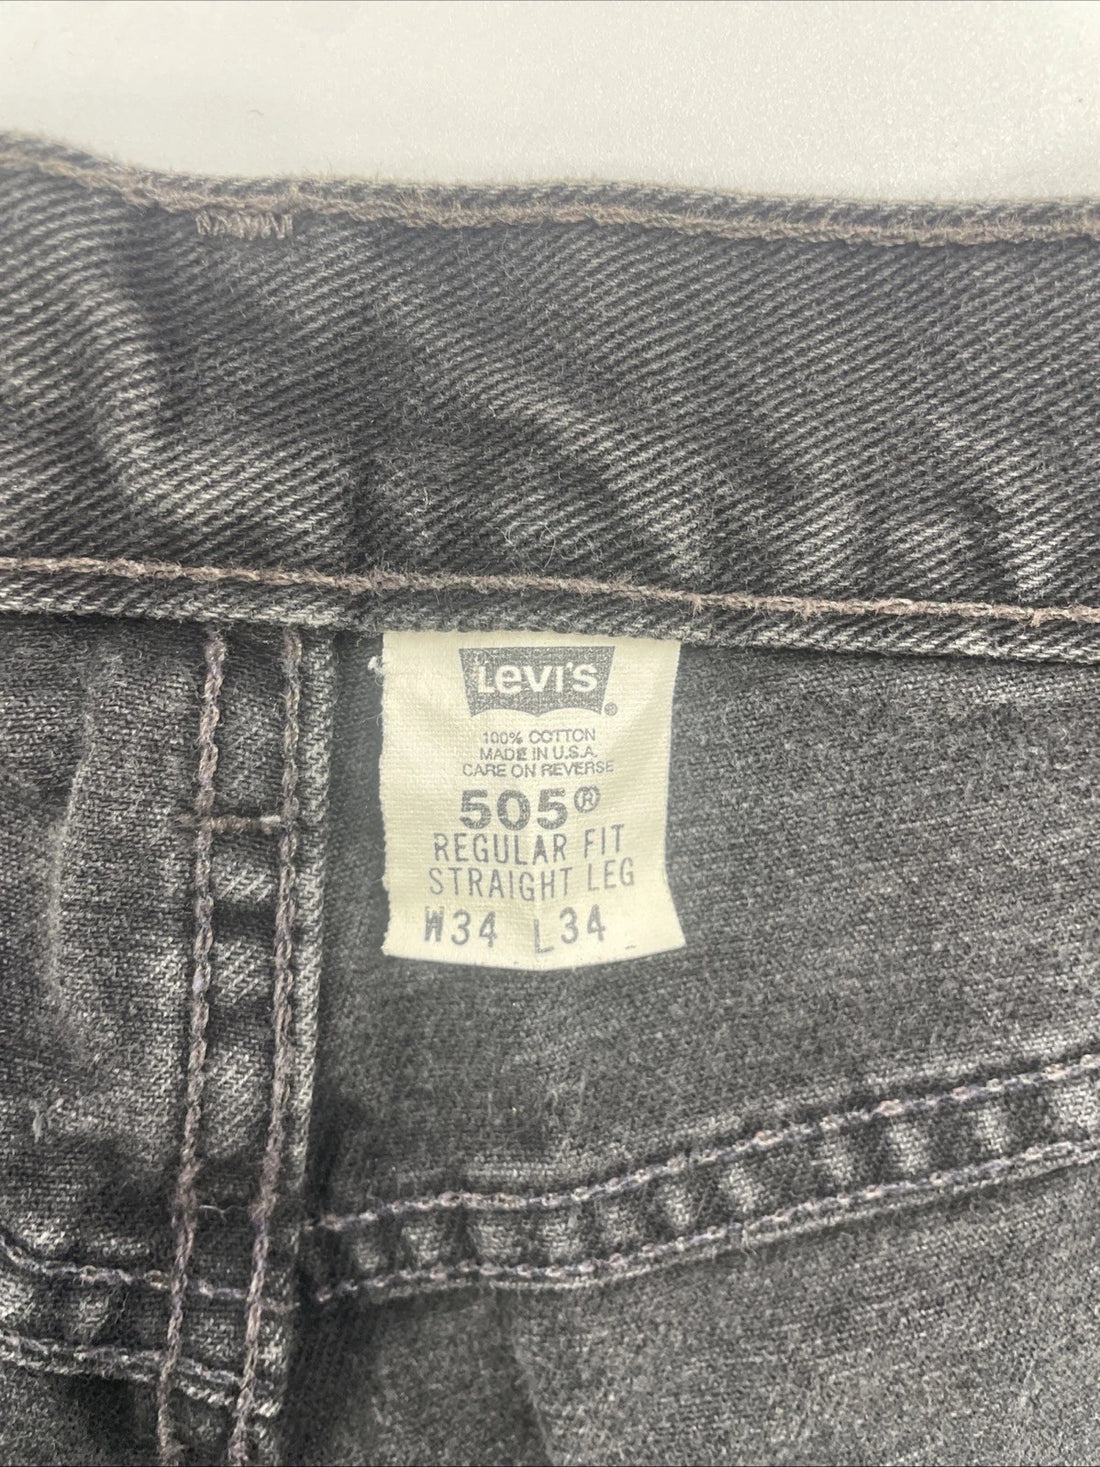 Levi's®
100% COTTON
MADE IN U.S.A.
CARE ON REVERSE
505®
REGULAR FIT
STRAIGHT LEG
W34 L34